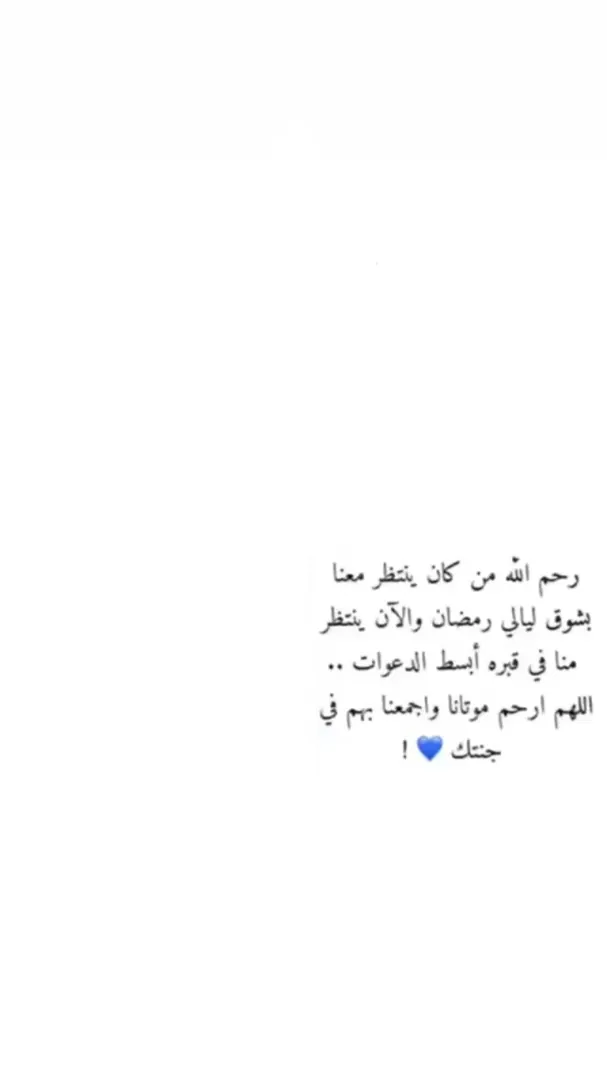 رحم الله من كان ينتظر معنا
بشوق ليالي رمضان والآن ينتظر
منا في قبره أبسط الدعوات ..
اللهم ارحم موتانا واجمعنا بهم في
جنتك 💙 !